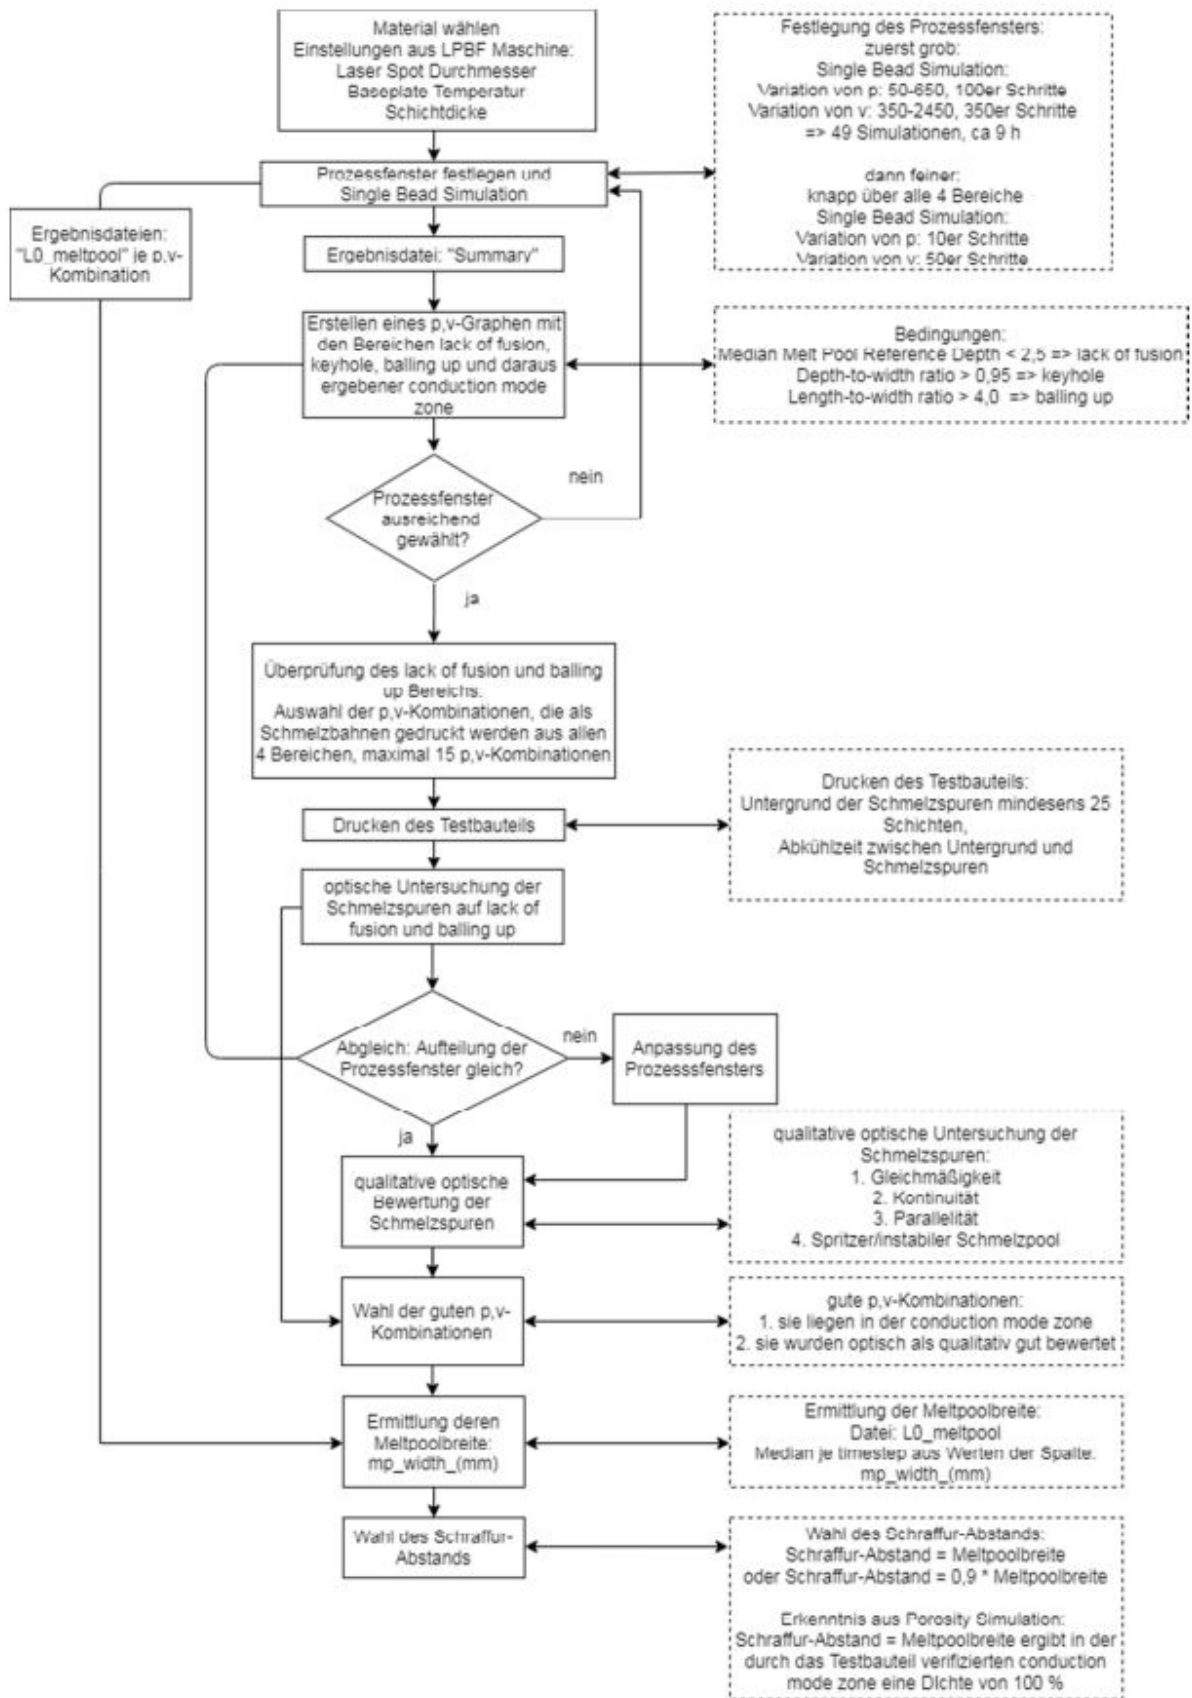 Material wählen
Einstellungen aus LPBF Maschine:
Laser Spot Durchmesser
Baseplate Temperatur
Schichtdicke
Festlegung des Prozessfensters:
zuerst grob:
Single Bead Simulation:
Variation von p: 50-650, 100er Schritte
Variation von v: 350-2450, 350er Schritte
=> 49 Simulationen, ca 9 h
dann feiner:
knapp über alle 4 Bereiche
Single Bead Simulation:
Variation von p: 10er Schritte
Variation von v: 50er Schritte
Prozessfenster festlegen und
Single Bead Simulation
Ergebnisdateien:
"L0_meltpool" je p,v-
Kombination
Ergebnisdatei: "Summary"
Erstellen eines p,v-Graphen mit
den Bereichen lack of fusion,
keyhole, balling up und daraus
ergebener conduction mode
zone
Bedingungen:
Median Melt Pool Reference Depth < 2,5 => lack of fusion
Depth-to-width ratio > 0,95 => keyhole
Length-to-width ratio > 4,0 => balling up
Prozessfenster
ausreichend
gewählt?
nein
ja
Überprüfung des lack of fusion und balling
up Bereichs.
Auswahl der p,v-Kombinationen, die als
Schmelzbahnen gedruckt werden aus allen
4 Bereichen, maximal 15 p,v-Kombinationen
Drucken des Testbauteils
Drucken des Testbauteils:
Untergrund der Schmelzspuren mindesens 25
Schichten,
Abkühlzeit zwischen Untergrund und
Schmelzspuren
optische Untersuchung der
Schmelzspuren auf lack of
fusion und balling up
Abgleich: Aufteilung der
Prozessfenster gleich?
nein
Anpassung des
Prozesssfensters
ja
qualitative optische
Bewertung der
Schmelzspuren
qualitative optische Untersuchung der
Schmelzspuren:
1. Gleichmäßigkeit
2. Kontinuität
3. Parallelität
4. Spritzer/instabiler Schmelzpool
Wahl der guten p,v-
Kombinationen
gute p,v-Kombinationen:
1. sie liegen in der conduction mode zone
2. sie wurden optisch als qualitativ gut bewertet
Ermittlung deren
Meltpoolbreite:
mp_width_(mm)
Ermittlung der Meltpoolbreite:
Datei: L0_meltpool
Median je timestep aus Werten der Spalte:
mp_width_(mm)
Wahl des Schraffur-
Abstands
Wahl des Schraffur-Abstands:
Schraffur-Abstand = Meltpoolbreite
oder Schraffur-Abstand = 0,9 * Meltpoolbreite
Erkenntnis aus Porosity Simulation:
Schraffur-Abstand = Meltpoolbreite ergibt in der
durch das Testbauteil verifizierten conduction
mode zone eine DIchte von 100 %